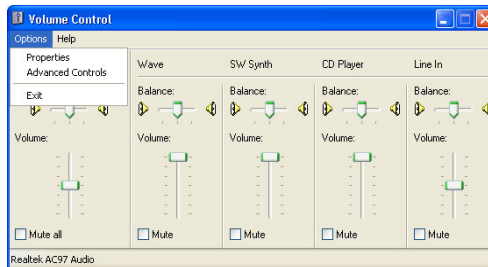 Volume Control
Options Help
Properties
Advanced Controls
Exit
Wave
SW Synth
CD Player
Line In
Balance:
Balance:
Balance:
Balance:
Volume:
Volume:
Volume:
Volume:
Volume:
Mute all
Mute
Mute
Mute
Mute
Realtek AC97 Audio